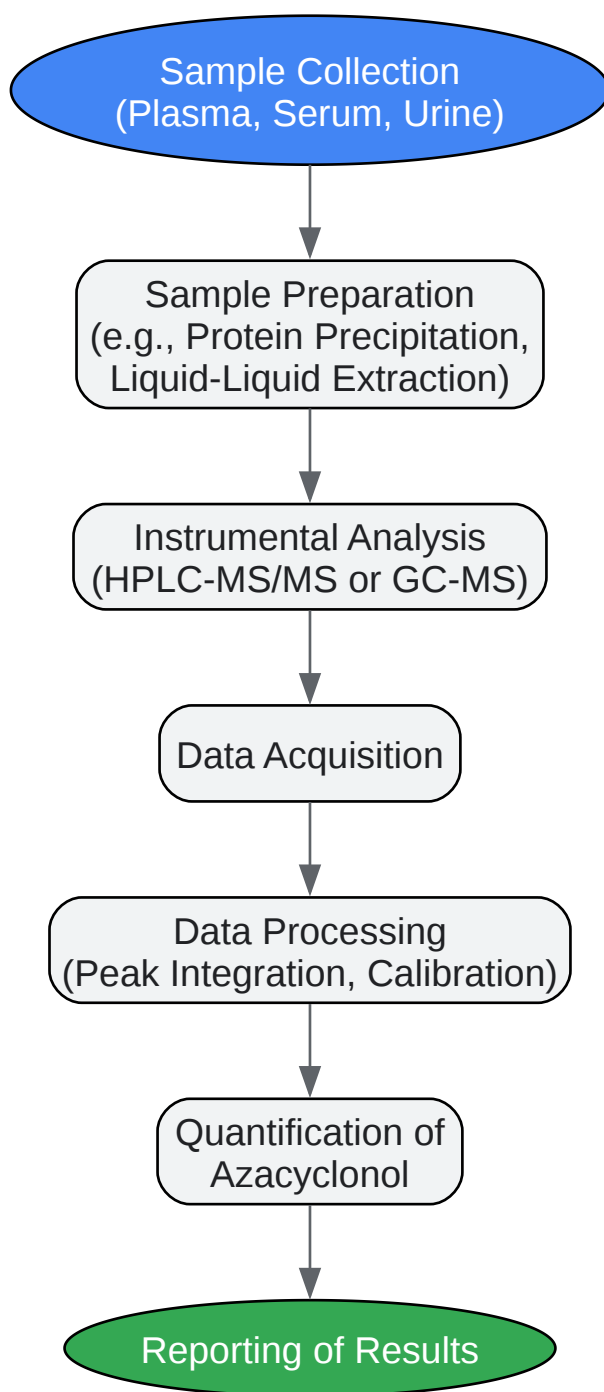 Sample Collection
(Plasma, Serum, Urine)
Sample Preparation
(e.g., Protein Precipitation,
Liquid-Liquid Extraction)
Instrumental Analysis
(HPLC-MS/MS or GC-MS)
Data Acquisition
Data Processing
(Peak Integration, Calibration)
Quantification of
Azacyclonol
Reporting of Results